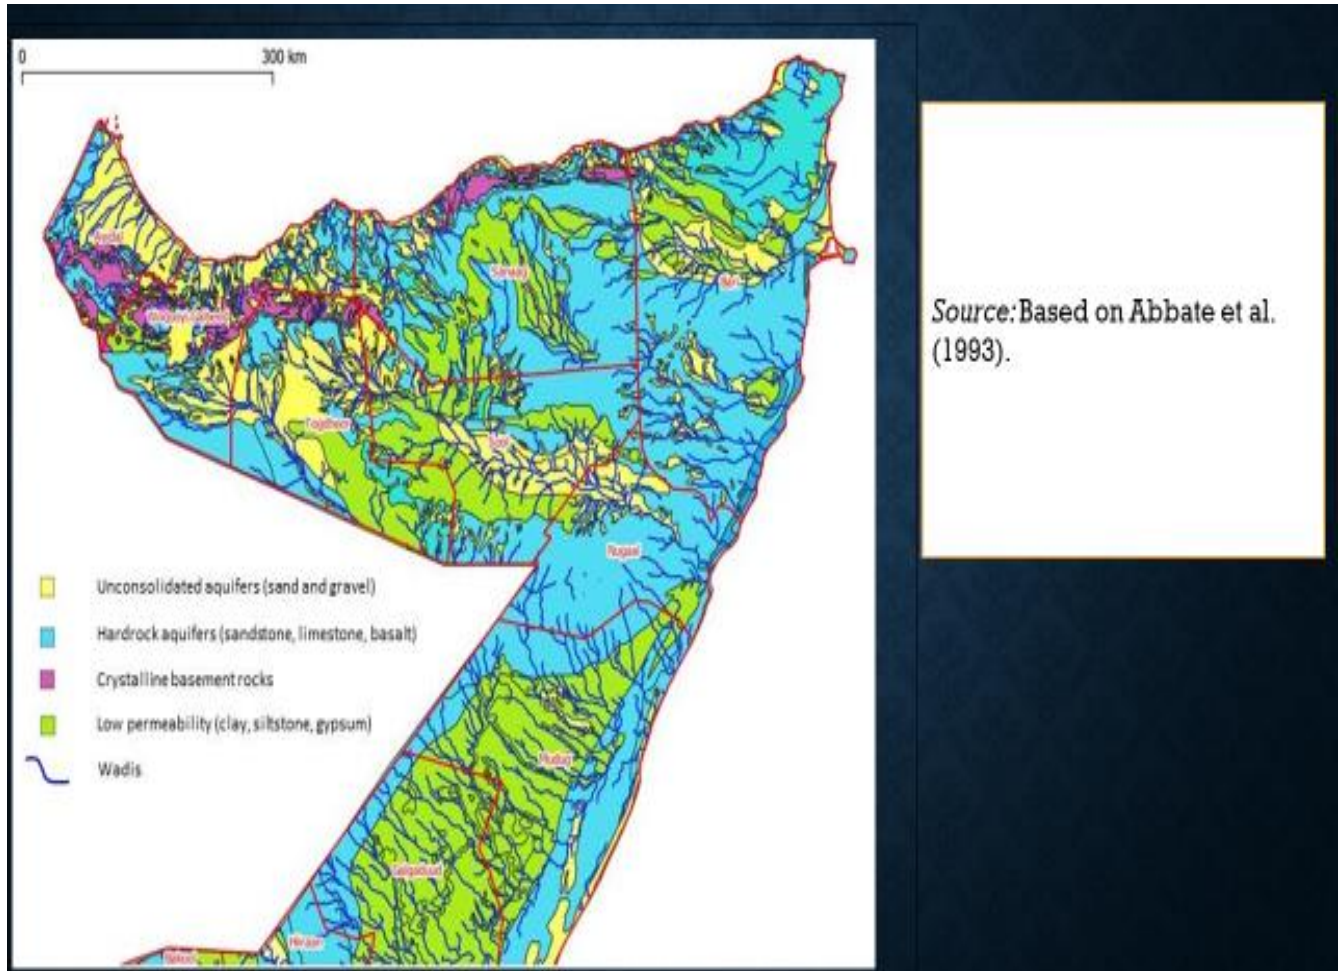 0 300 km
Awdal
Woqooyi Galbeed
Sanaag
Bari
Togdheer
Sool
Nugaal
Unconsolidated aquifers (sand and gravel)
Hardrock aquifers (sandstone, limestone, basalt)
Crystalline basement rocks
Low permeability (clay, siltstone, gypsum)
Wadis
Mudug
Galgaduud
Hiraan
Bakool
Source: Based on Abbate et al.
(1993).